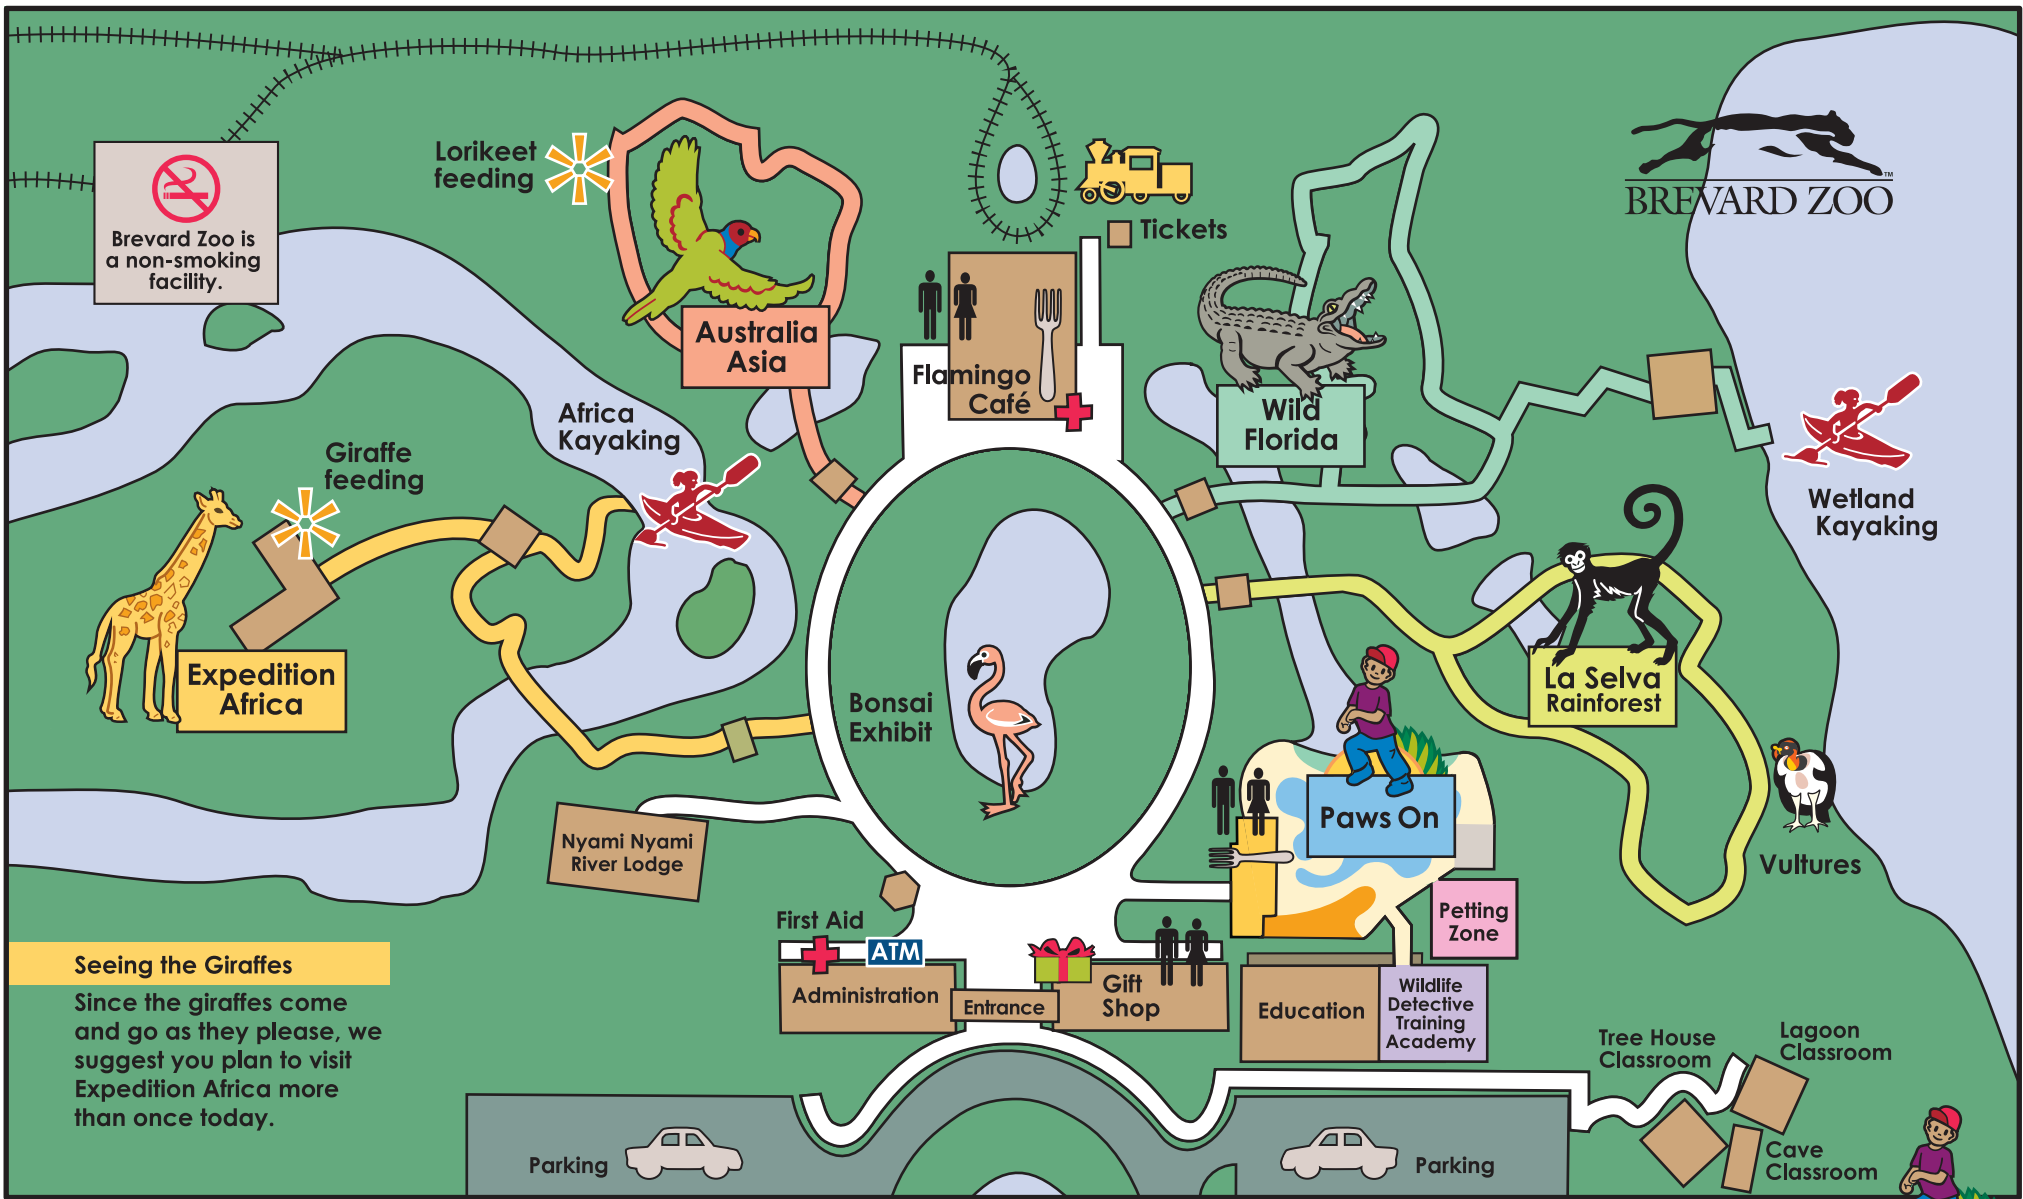 Brevard Zoo is
a non-smoking
facility.
Lorikeet
feeding
Tickets
BREVARD ZOO™
Australia
Asia
Flamingo
Café
Africa
Kayaking
Wild
Florida
Giraffe
feeding
Wetland
Kayaking
Expedition
Africa
Bonsai
Exhibit
La Selva
Rainforest
Paws On
Vultures
Nyami Nyami
River Lodge
Petting
Zone
First Aid
ATM
Administration
Entrance
Gift
Shop
Education
Wildlife
Detective
Training
Academy
Seeing the Giraffes
Since the giraffes come
and go as they please, we
suggest you plan to visit
Expedition Africa more
than once today.
Tree House
Classroom
Lagoon
Classroom
Cave
Classroom
Parking
Parking